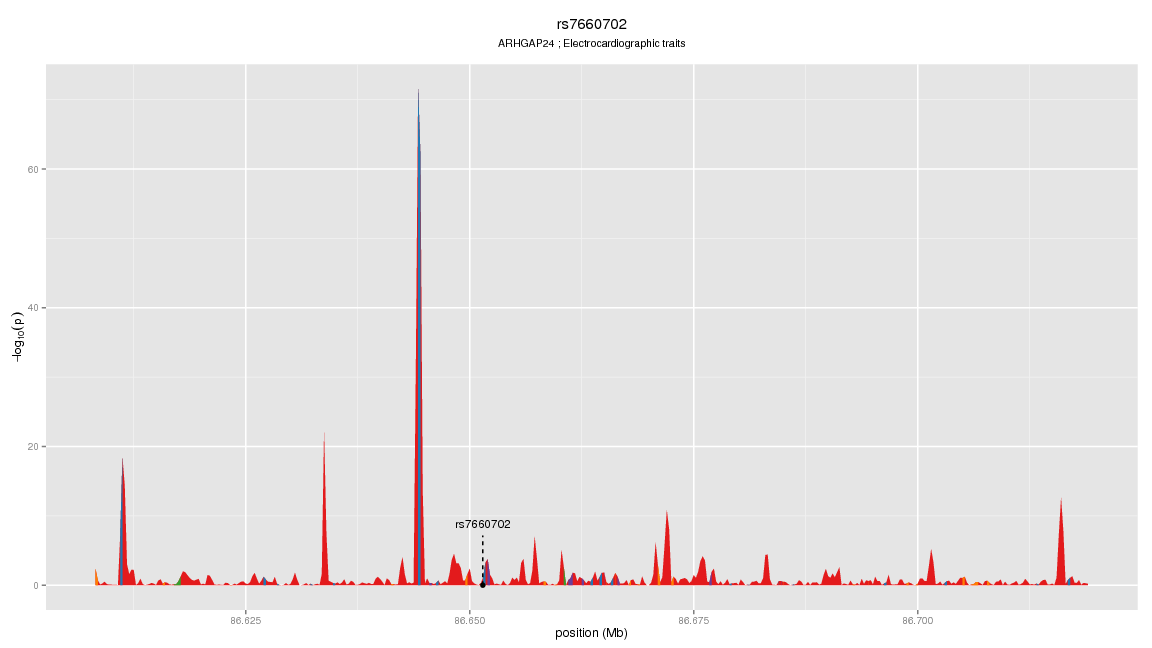 rs7660702
ARHGAP24 ; Electrocardiographic traits
60
40
20
0
−log10(p)
rs7660702
86.625
86.650
86.675
86.700
position (Mb)